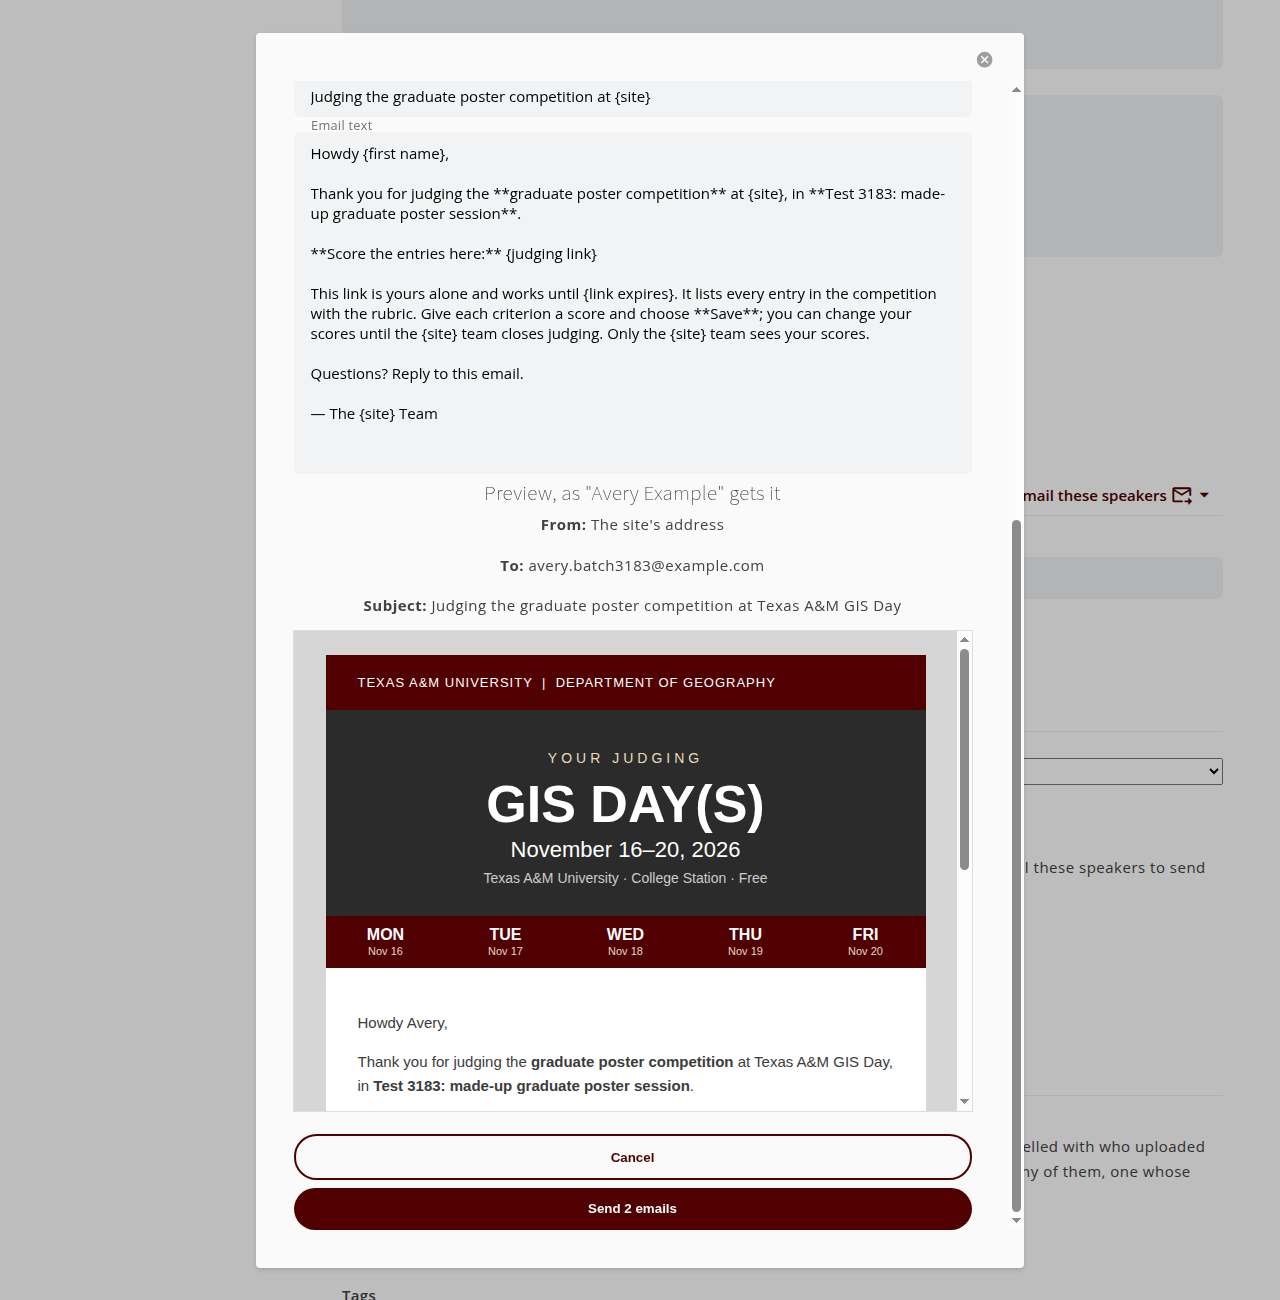 Judging the graduate poster competition at {site}
Email text
Howdy {first name},
Thank you for judging the **graduate poster competition** at {site}, in **Test 3183: made-
up graduate poster session**.
**Score the entries here:** {judging link}
This link is yours alone and works until {link expires}. It lists every entry in the competition
with the rubric. Give each criterion a score and choose **Save**; you can change your
scores until the {site} team closes judging. Only the {site} team sees your scores.
Questions? Reply to this email.
— The {site} Team
mail these speakers
Preview, as "Avery Example" gets it
From: The site's address
To: avery.batch3183@example.com
Subject: Judging the graduate poster competition at Texas A&M GIS Day
TEXAS A&M UNIVERSITY | DEPARTMENT OF GEOGRAPHY
YOUR JUDGING
GIS DAY(S)
November 16–20, 2026
Texas A&M University · College Station · Free
l these speakers to send
MON TUE WED THU FRI
Nov 16 Nov 17 Nov 18 Nov 19 Nov 20
Howdy Avery,
Thank you for judging the graduate poster competition at Texas A&M GIS Day,
in Test 3183: made-up graduate poster session.
Cancel
Send 2 emails
elled with who uploaded
ny of them, one whose
Tags